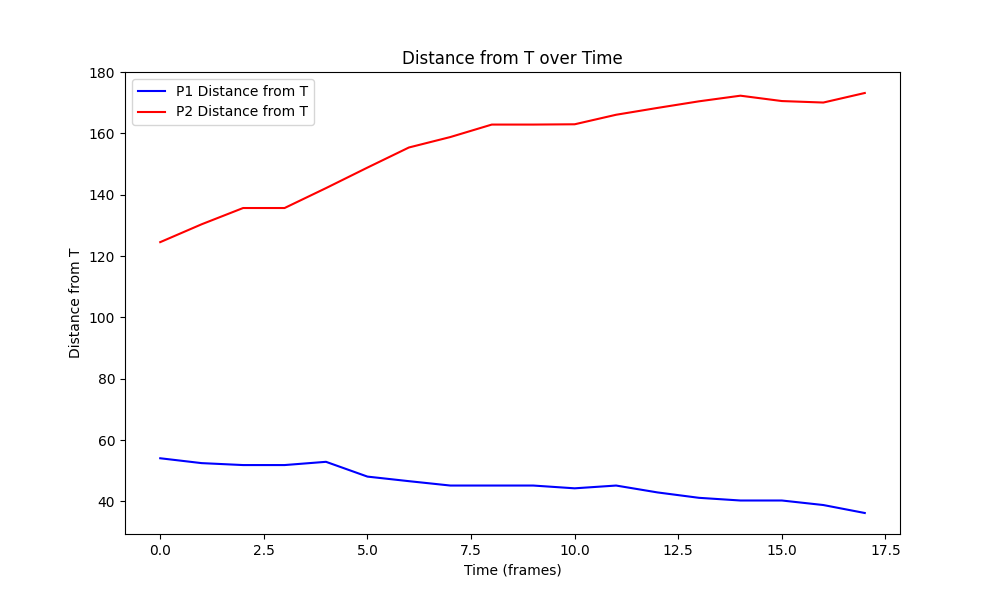 Distance from T over Time
P1 Distance from T
P2 Distance from T
Distance from T
180
160
140
120
100
80
60
40
0.0 2.5 5.0 7.5 10.0 12.5 15.0 17.5
Time (frames)